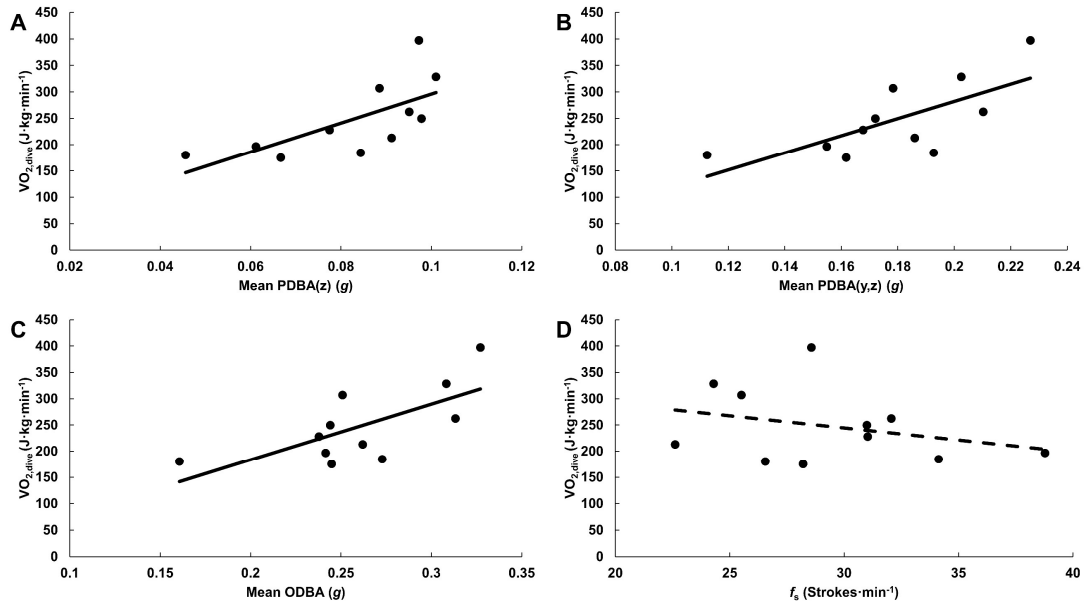 A
450
400
350
300
250
200
150
100
50
0
VO2,dive (J·kg·min-1)
0.02 0.04 0.06 0.08 0.1 0.12
Mean PDBA(z) (g)
B
450
400
350
300
250
200
150
100
50
0
VO2,dive (J·kg·min-1)
0.08 0.1 0.12 0.14 0.16 0.18 0.2 0.22 0.24
Mean PDBA(y,z) (g)
C
450
400
350
300
250
200
150
100
50
0
VO2,dive (J·kg·min-1)
0.1 0.15 0.2 0.25 0.3 0.35
Mean ODBA (g)
D
450
400
350
300
250
200
150
100
50
0
VO2,dive (J·kg·min-1)
20 25 30 35 40
fs (Strokes·min-1)